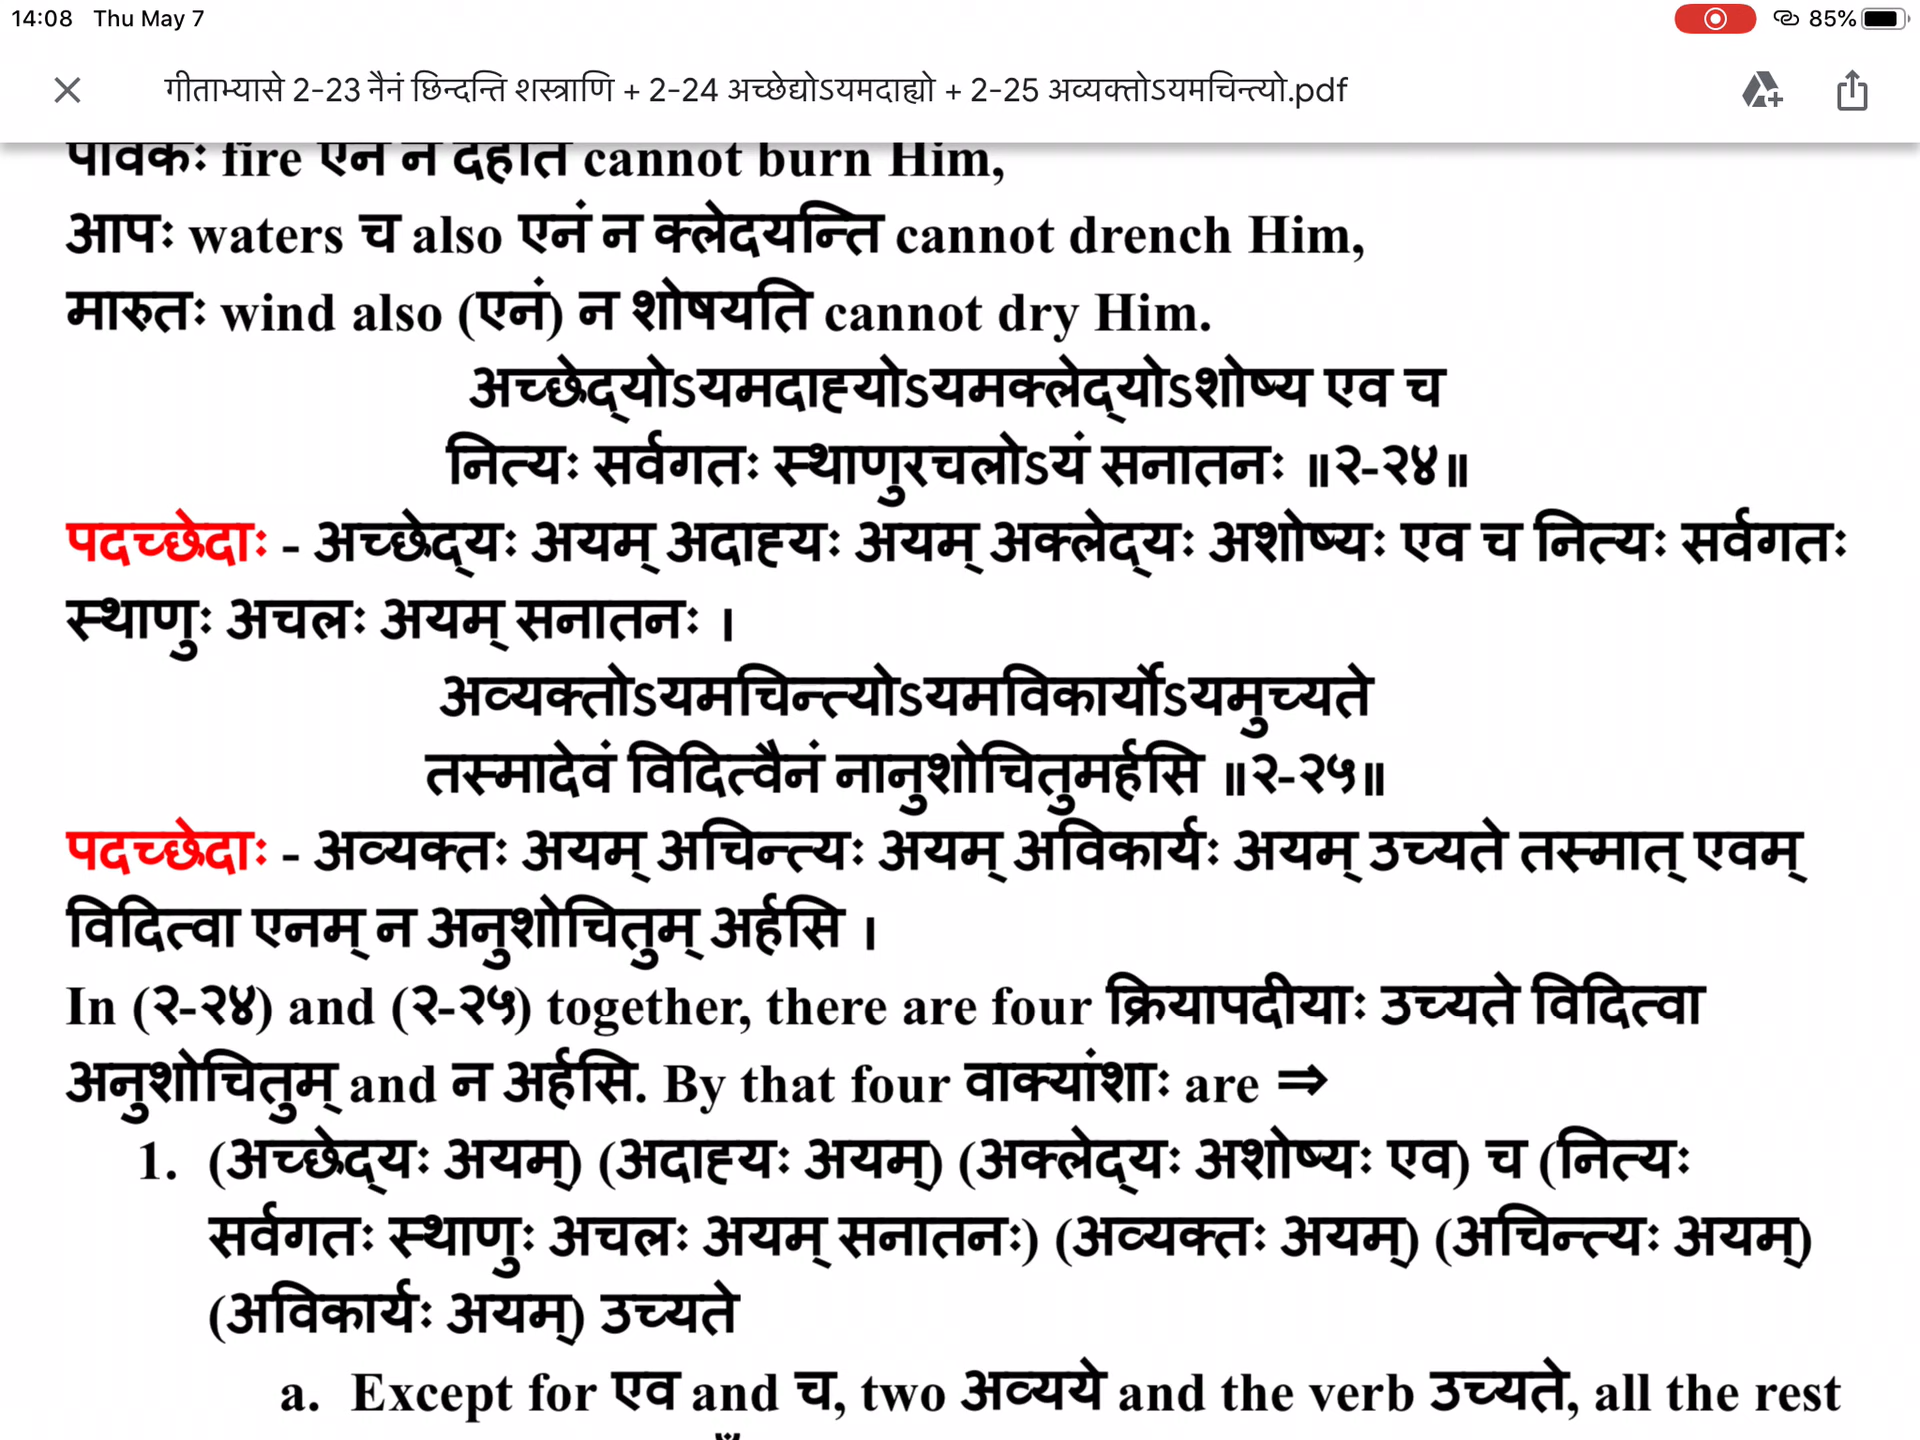 14:08 Thu May 7
85%
गीताभ्यासे 2-23 नैनं छिन्दन्ति शस्त्राणि + 2-24 अच्छेद्योऽयमदाह्यो + 2-25 अव्यक्तोऽयमचिन्त्यो.pdf
पावकः fire एनं न दहति cannot burn Him,
आपः waters च also एनं न क्लेदयन्ति cannot drench Him,
मारुतः wind also (एनं) न शोषयति cannot dry Him.
अच्छेद्योऽयमदाह्योऽयमक्लेद्योऽशोष्य एव च
नित्यः सर्वगतः स्थाणुरचलोऽयं सनातनः ॥२-२४॥
पदच्छेदाः - अच्छेद्यः अयम् अदाह्यः अयम् अक्लेद्यः अशोष्यः एव च नित्यः सर्वगतः
स्थाणुः अचलः अयम् सनातनः ।
अव्यक्तोऽयमचिन्त्योऽयमविकार्योऽयमुच्यते
तस्मादेवं विदित्वैनं नानुशोचितुमर्हसि ॥२-२५॥
पदच्छेदाः - अव्यक्तः अयम् अचिन्त्यः अयम् अविकार्यः अयम् उच्यते तस्मात् एवम्
विदित्वा एनम् न अनुशोचितुम् अर्हसि ।
In (२-२४) and (२-२५) together, there are four क्रियापदीयाः उच्यते विदित्वा
अनुशोचितुम् and न अर्हसि. By that four वाक्यांशाः are ⇒
1. (अच्छेद्यः अयम्) (अदाह्यः अयम्) (अक्लेद्यः अशोष्यः एव) च (नित्यः
सर्वगतः स्थाणुः अचलः अयम् सनातनः) (अव्यक्तः अयम्) (अचिन्त्यः अयम्)
(अविकार्यः अयम्) उच्यते
a. Except for एव and च, two अव्यये and the verb उच्यते, all the rest